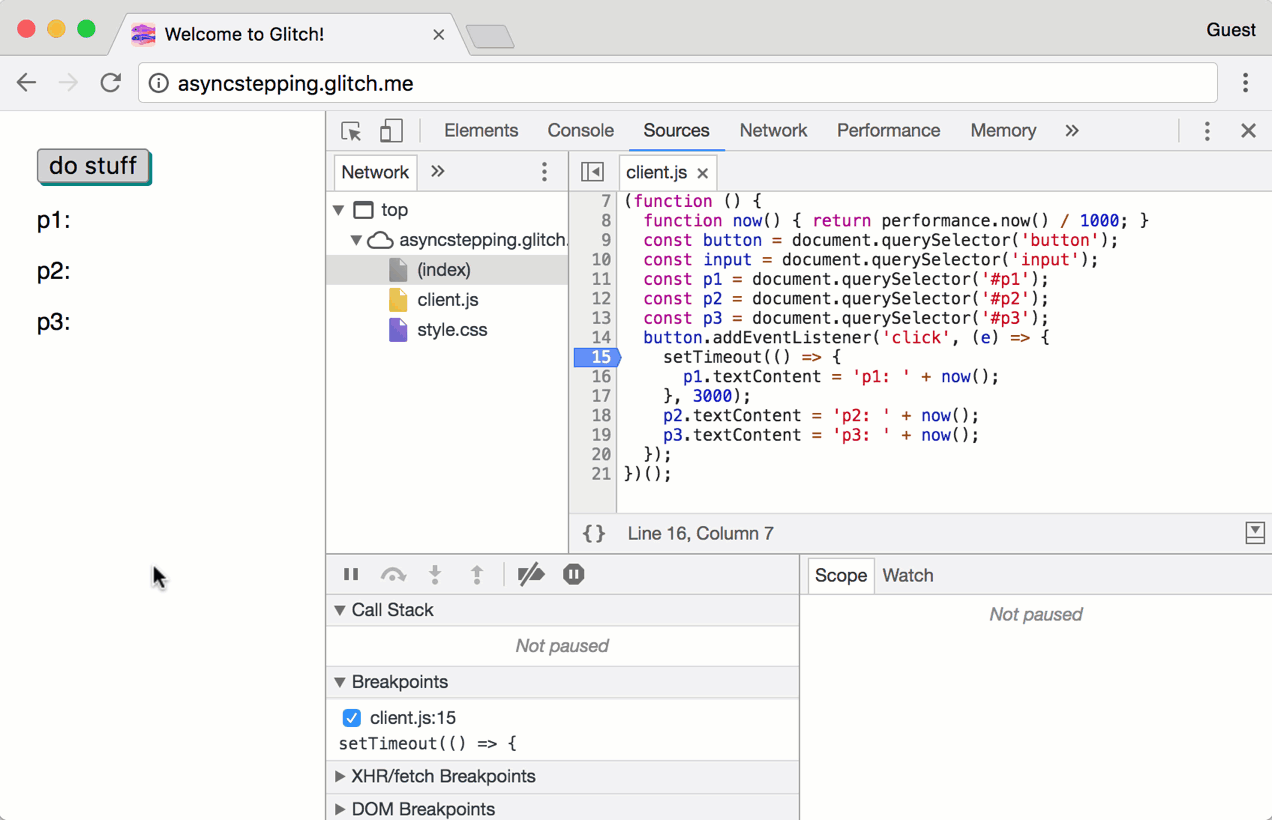 Welcome to Glitch!
Guest
asyncstepping.glitch.me
do stuff
p1:
p2:
p3:
Elements Console Sources Network Performance Memory »
Network »
top
asyncstepping.glitch.
(index)
client.js
style.css
client.js
7 (function () {
8 function now() { return performance.now() / 1000; }
9 const button = document.querySelector('button');
10 const input = document.querySelector('input');
11 const p1 = document.querySelector('#p1');
12 const p2 = document.querySelector('#p2');
13 const p3 = document.querySelector('#p3');
14 button.addEventListener('click', (e) => {
15 setTimeout(() => {
16 p1.textContent = 'p1: ' + now();
17 }, 3000);
18 p2.textContent = 'p2: ' + now();
19 p3.textContent = 'p3: ' + now();
20 });
21 })();
{} Line 16, Column 7
Call Stack
Not paused
Breakpoints
client.js:15
setTimeout(() => {
XHR/fetch Breakpoints
DOM Breakpoints
Scope Watch
Not paused